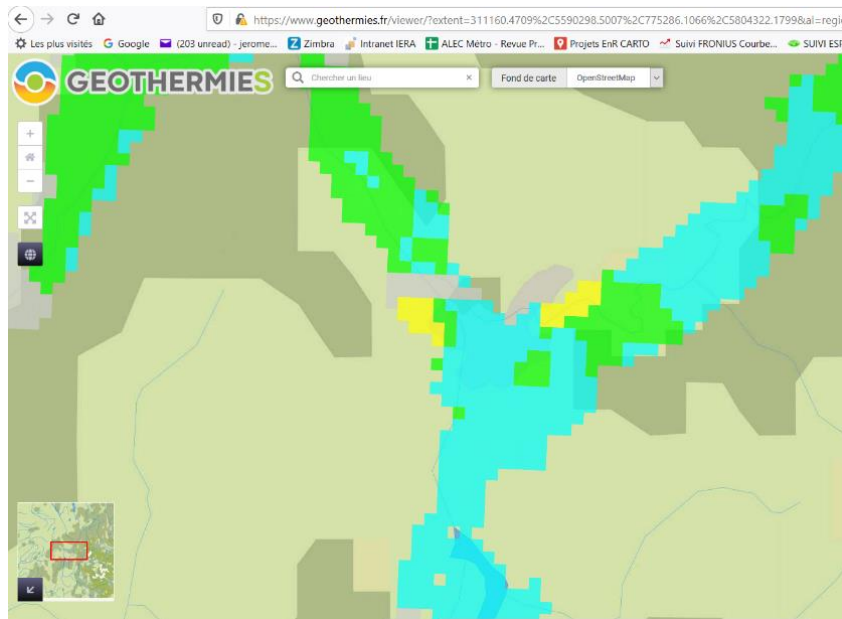 https://www.geothermies.fr/viewer/?extent=311160.4709%2C5590298.5007%2C775286.1066%2C5804322.1799&al=regi
Les plus visités Google (203 unread) - jerome... Zimbra Intranet IERA ALEC Métro - Revue Pr... Projets EnR CARTO Suivi FRONIUS Courbe... SUIVI ESF
GEOTHERMIES Chercher un lieu × Fond de carte OpenStreetMap